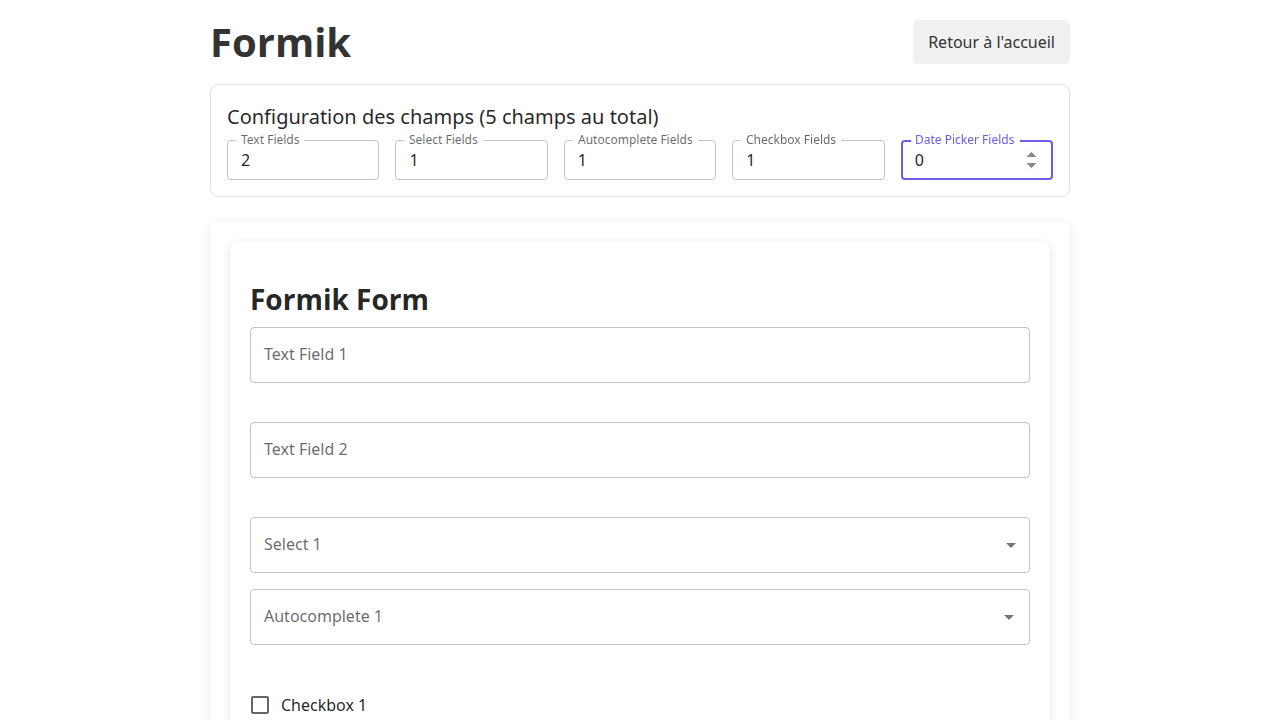 Formik
Retour à l'accueil
Configuration des champs (5 champs au total)
Text Fields
Select Fields
Autocomplete Fields
Checkbox Fields
Date Picker Fields
2
1
1
1
0
Formik Form
Text Field 1
Text Field 2
Select 1
Autocomplete 1
Checkbox 1